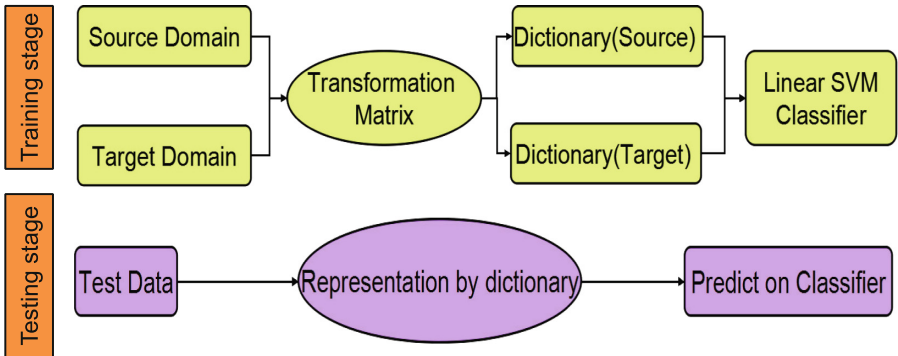 Training stage
Source Domain
Target Domain
Transformation
Matrix
Dictionary(Source)
Dictionary(Target)
Linear SVM
Classifier
Testing stage
Test Data
Representation by dictionary
Predict on Classifier